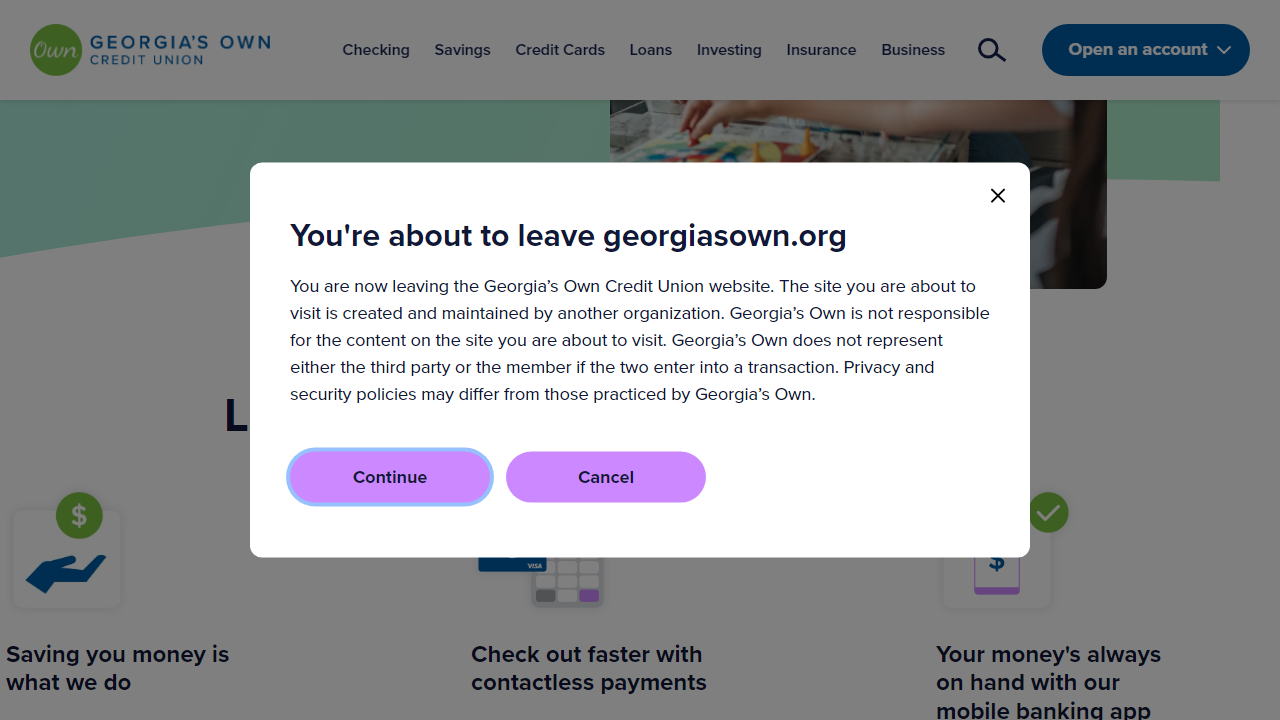 Own GEORGIA'S OWN
CREDIT UNION
Checking Savings Credit Cards Loans Investing Insurance Business
Open an account
You're about to leave georgiasown.org
You are now leaving the Georgia’s Own Credit Union website. The site you are about to
visit is created and maintained by another organization. Georgia’s Own is not responsible
for the content on the site you are about to visit. Georgia’s Own does not represent
either the third party or the member if the two enter into a transaction. Privacy and
security policies may differ from those practiced by Georgia’s Own.
Continue Cancel
$
VISA
$
Saving you money is
what we do
Check out faster with
contactless payments
Your money's always
on hand with our
mobile banking app